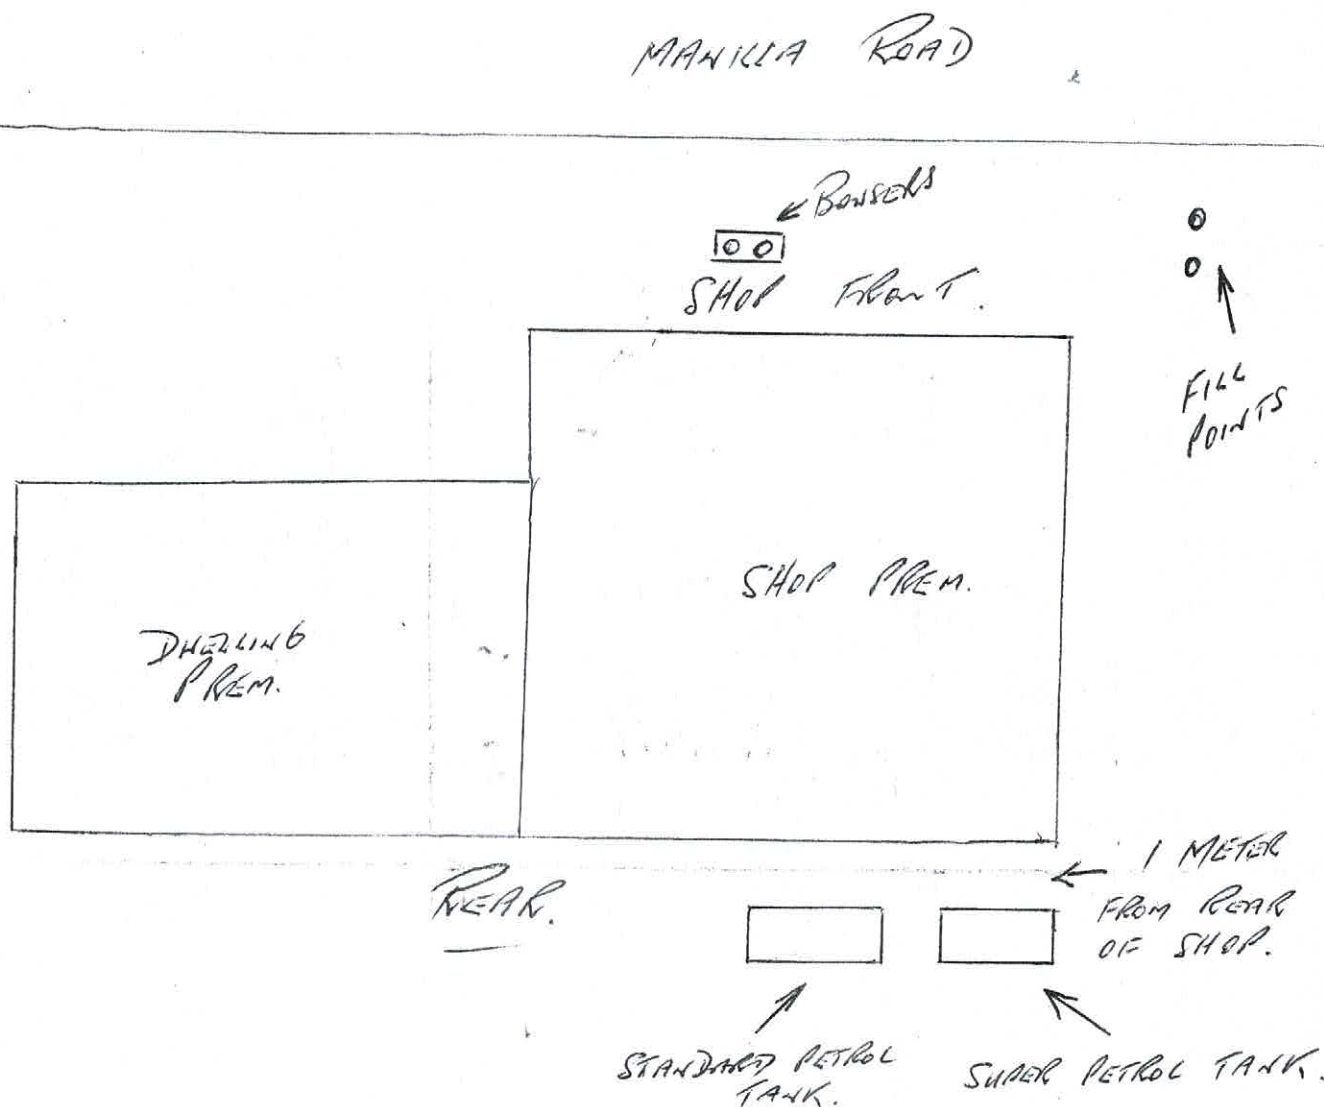 MANILLA ROAD
BOWSERS
SHOP FRONT.
FILL
POINTS
SHOP PREM.
DWELLING
PREM.
1 METER
FROM REAR
OF SHOP.
REAR.
STANDARD PETROL
TANK.
SUPER PETROL TANK.